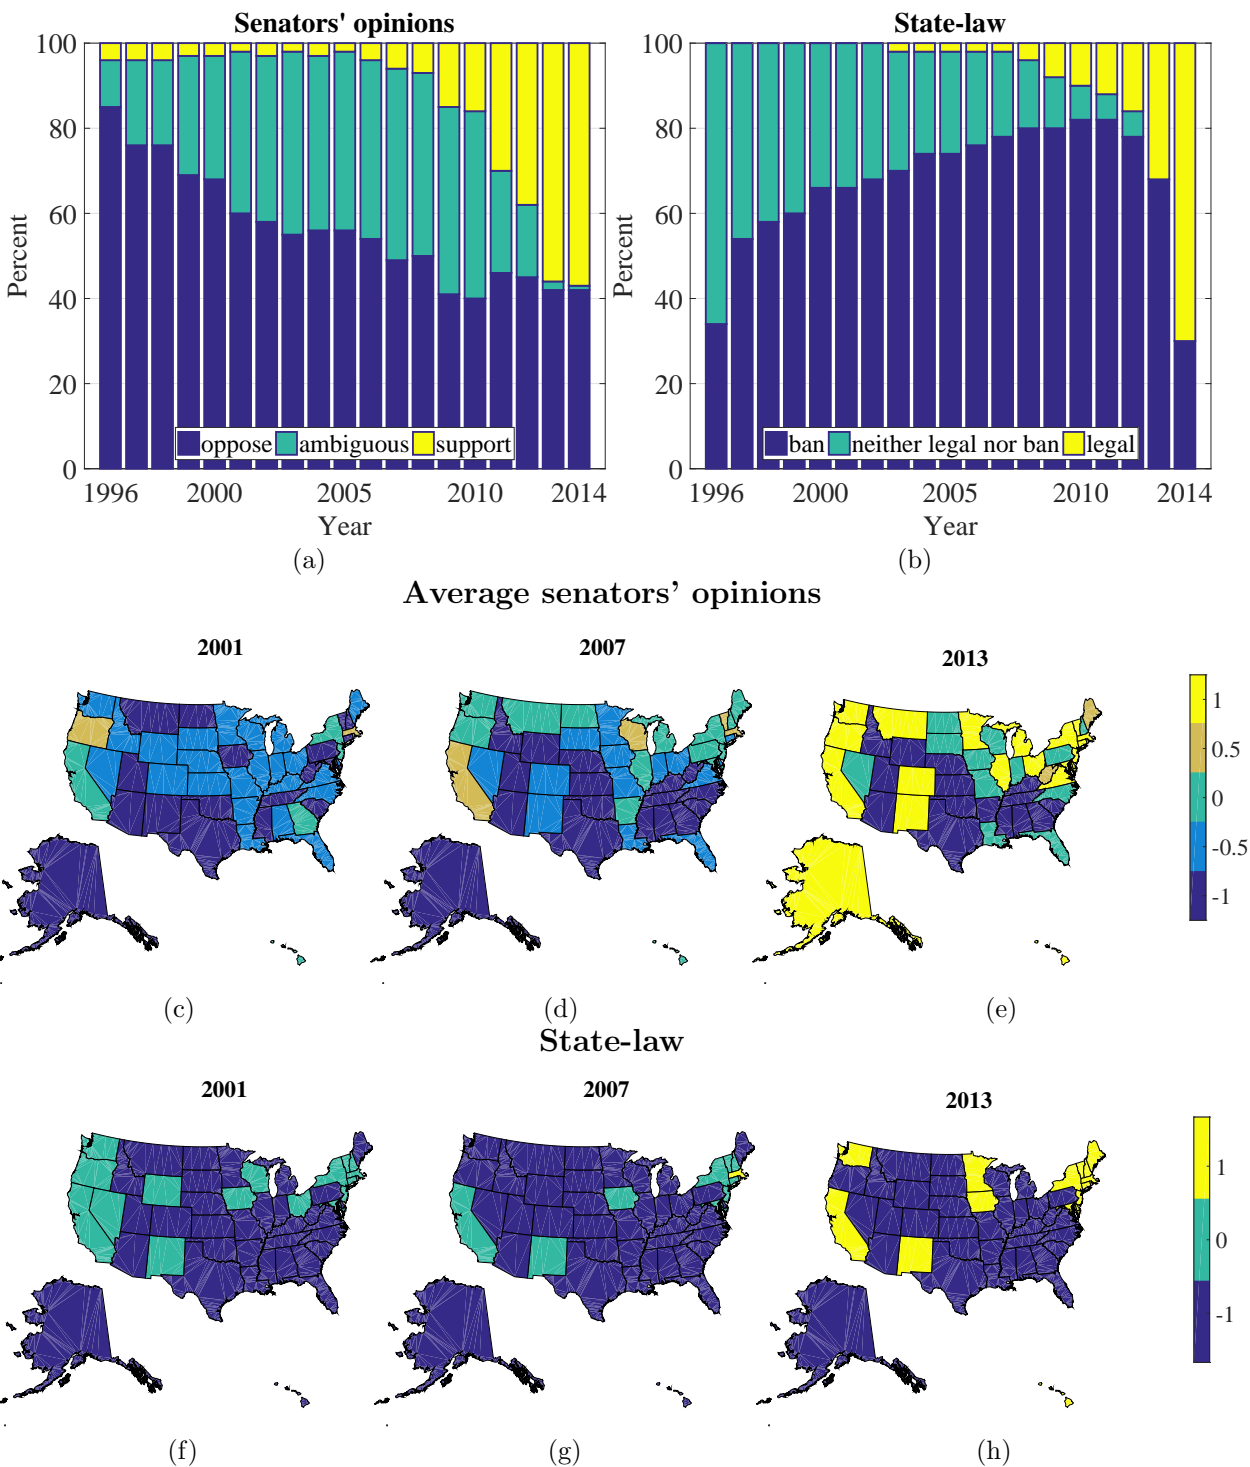 Senators' opinions
State-law
100
80
60
40
20
0
Percent
oppose ambiguous support
1996 2000 2005 2010 2014
Year
(a)
100
80
60
40
20
0
Percent
ban neither legal nor ban legal
1996 2000 2005 2010 2014
Year
(b)
Average senators' opinions
2001
2007
2013
1
0.5
0
-0.5
-1
(c)
(d)
(e)
State-law
2001
2007
2013
1
0
-1
(f)
(g)
(h)